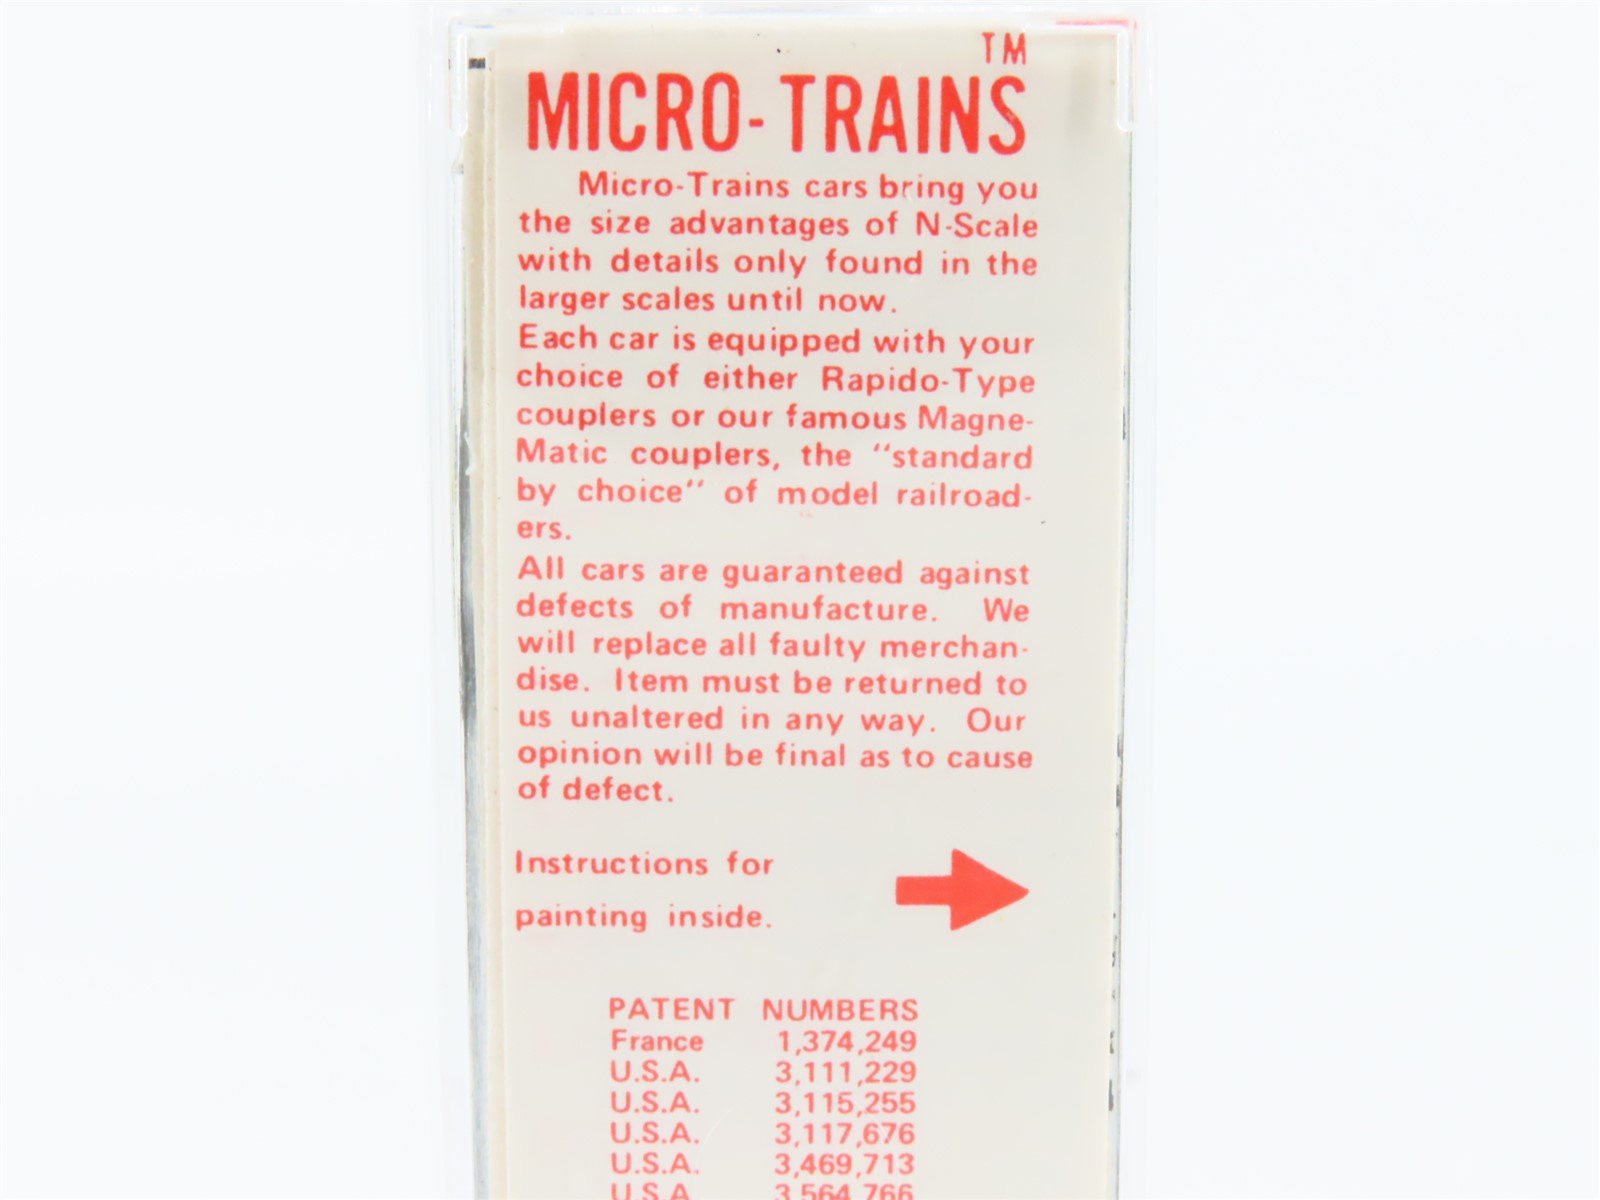 TM
MICRO-TRAINS
Micro-Trains cars bring you
the size advantages of N-Scale
with details only found in the
larger scales until now.
Each car is equipped with your
choice of either Rapido-Type
couplers or our famous Magne-
Matic couplers, the "standard
by choice" of model railroad-
ers.
All cars are guaranteed against
defects of manufacture. We
will replace all faulty merchan-
dise. Item must be returned to
us unaltered in any way. Our
opinion will be final as to cause
of defect.
Instructions for
painting inside.
PATENT NUMBERS
France 1,374,249
U.S.A. 3,111,229
U.S.A. 3,115,255
U.S.A. 3,117,676
U.S.A. 3,469,713
U.S.A. 3,564,766